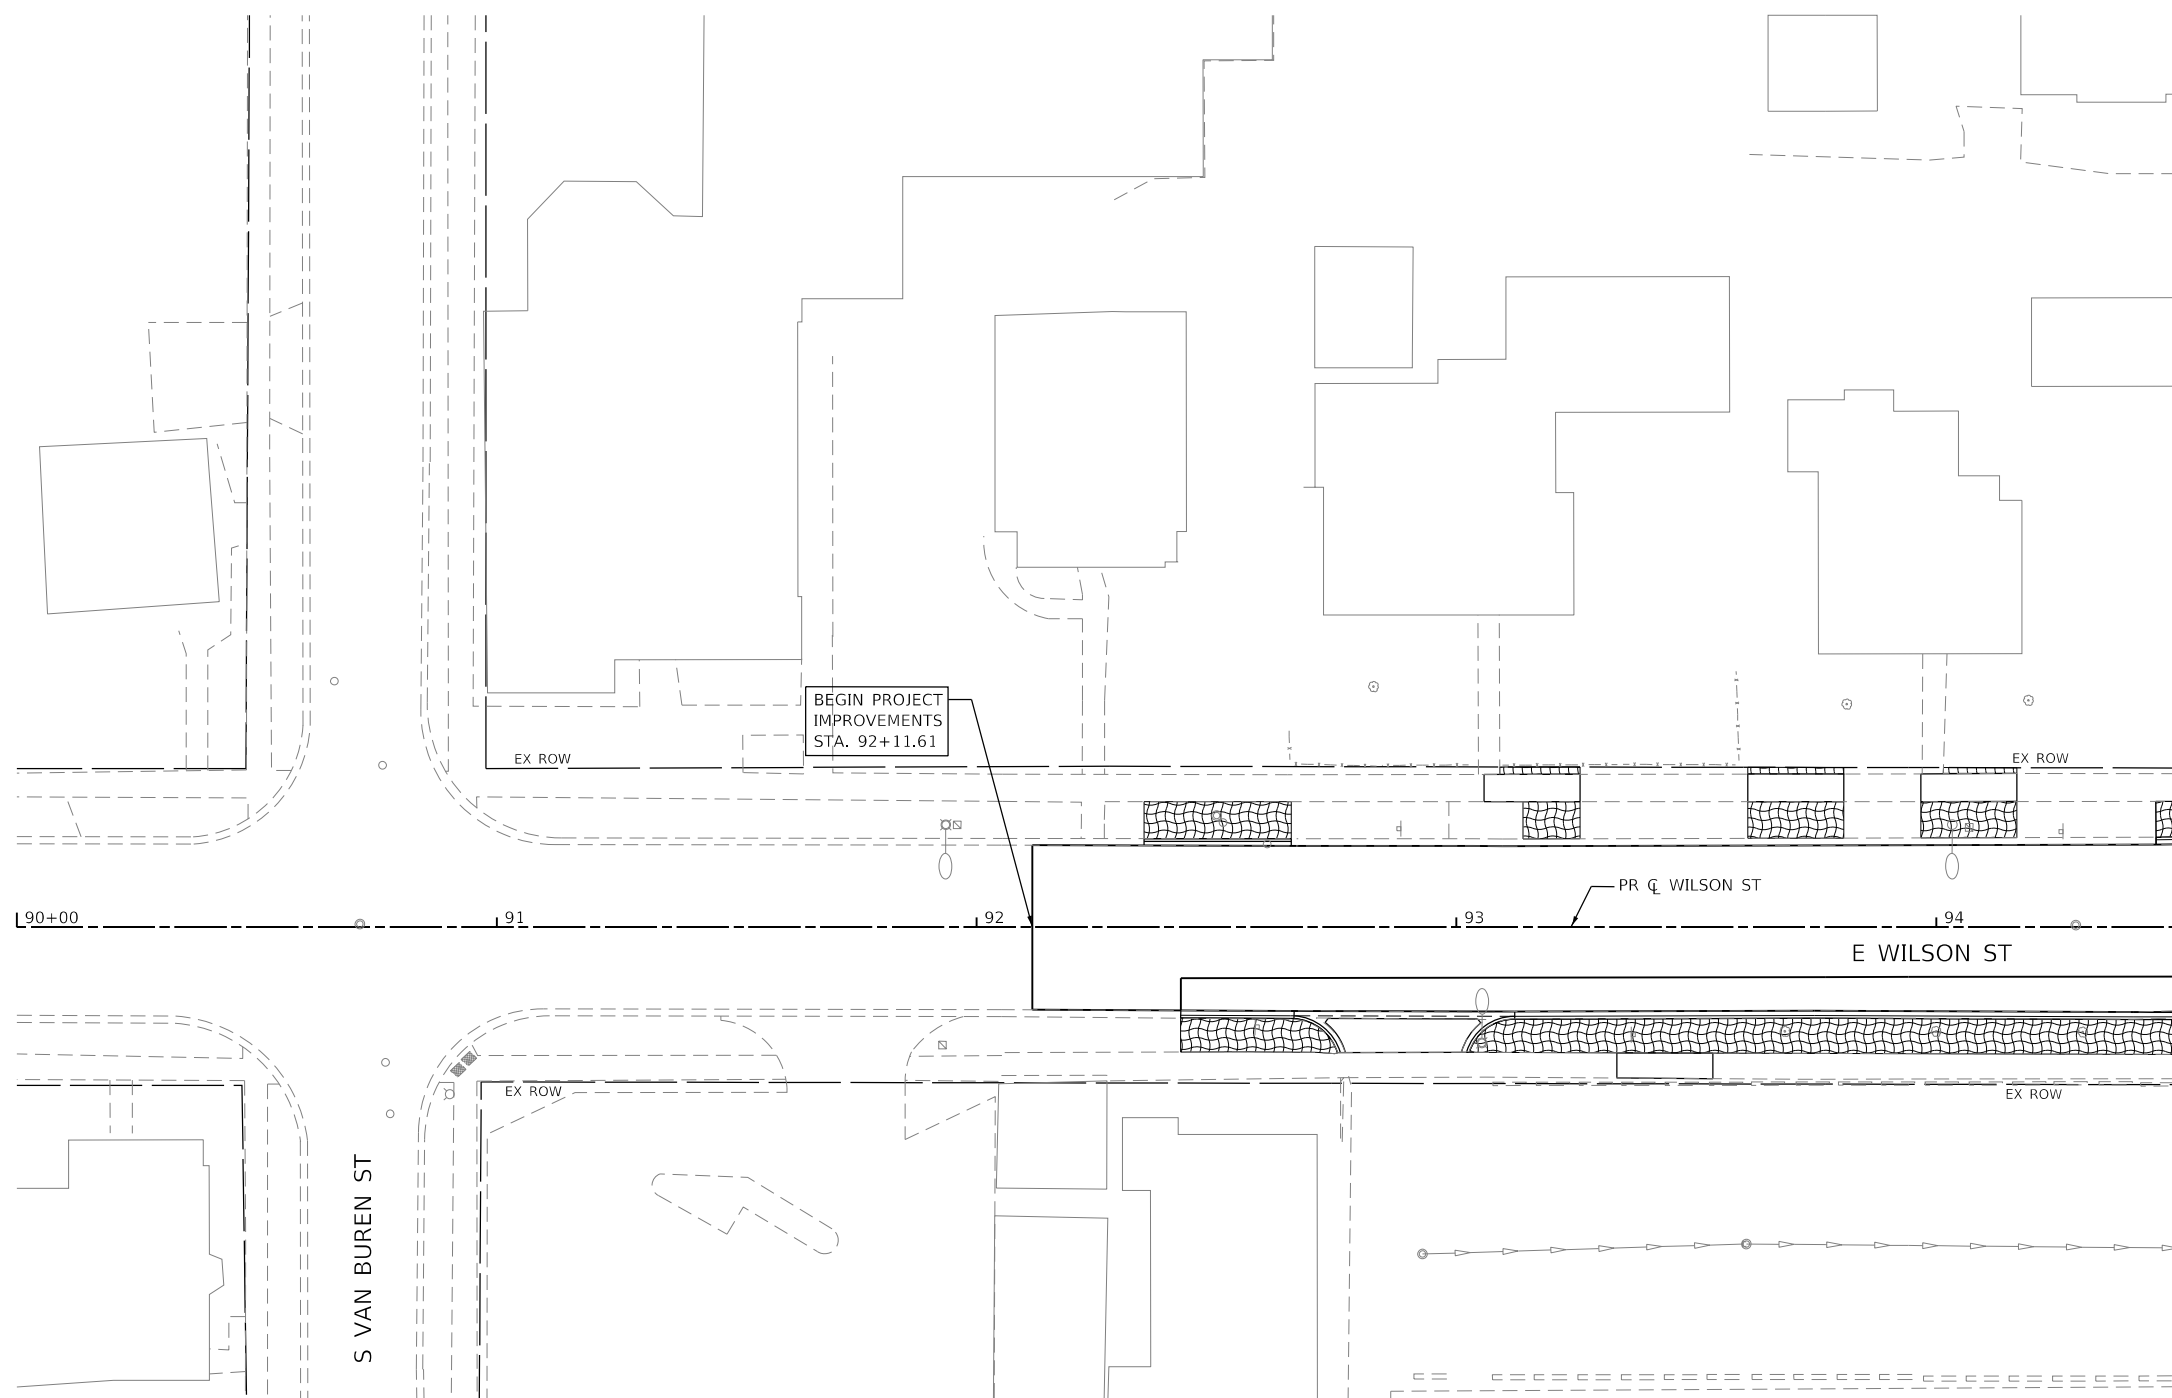 BEGIN PROJECT
IMPROVEMENTS
STA. 92+11.61
EX ROW
EX ROW
PR ℄ WILSON ST
90+00
91
92
93
94
E WILSON ST
EX ROW
EX ROW
S VAN BUREN ST